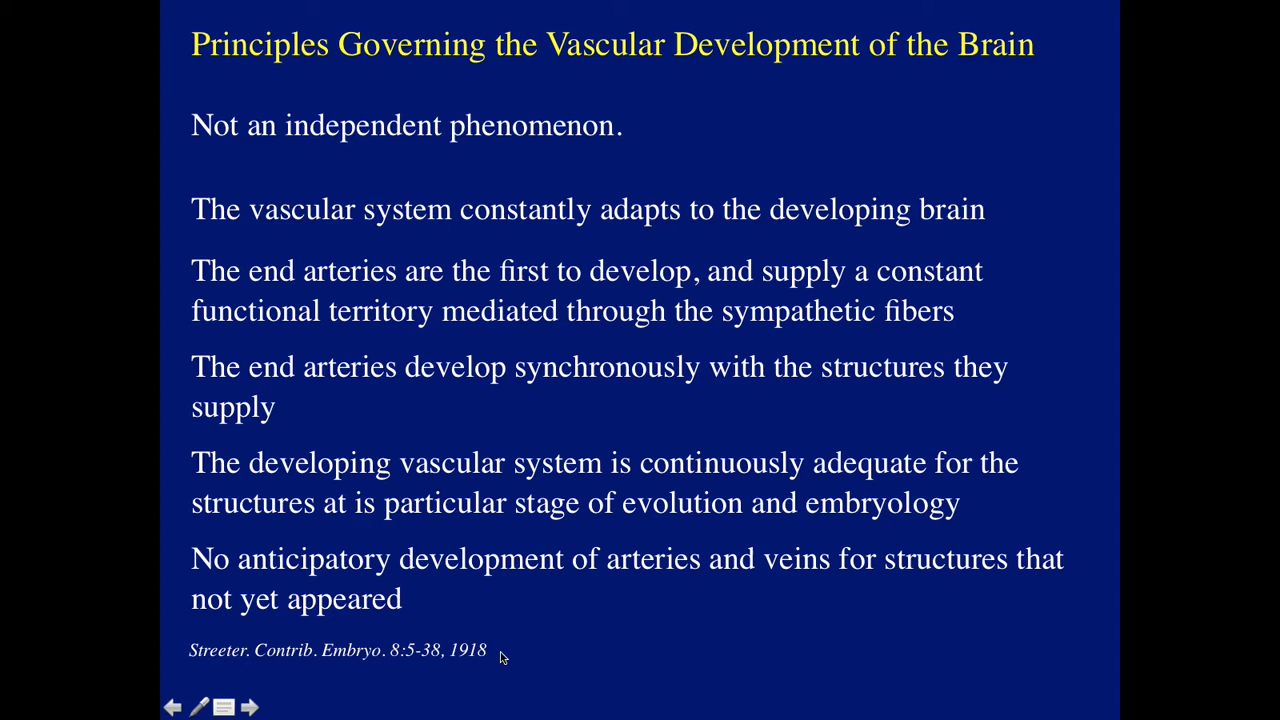 Principles Governing the Vascular Development of the Brain
Not an independent phenomenon.
The vascular system constantly adapts to the developing brain
The end arteries are the first to develop, and supply a constant
functional territory mediated through the sympathetic fibers
The end arteries develop synchronously with the structures they
supply
The developing vascular system is continuously adequate for the
structures at is particular stage of evolution and embryology
No anticipatory development of arteries and veins for structures that
not yet appeared
Streeter. Contrib. Embryo. 8:5-38, 1918